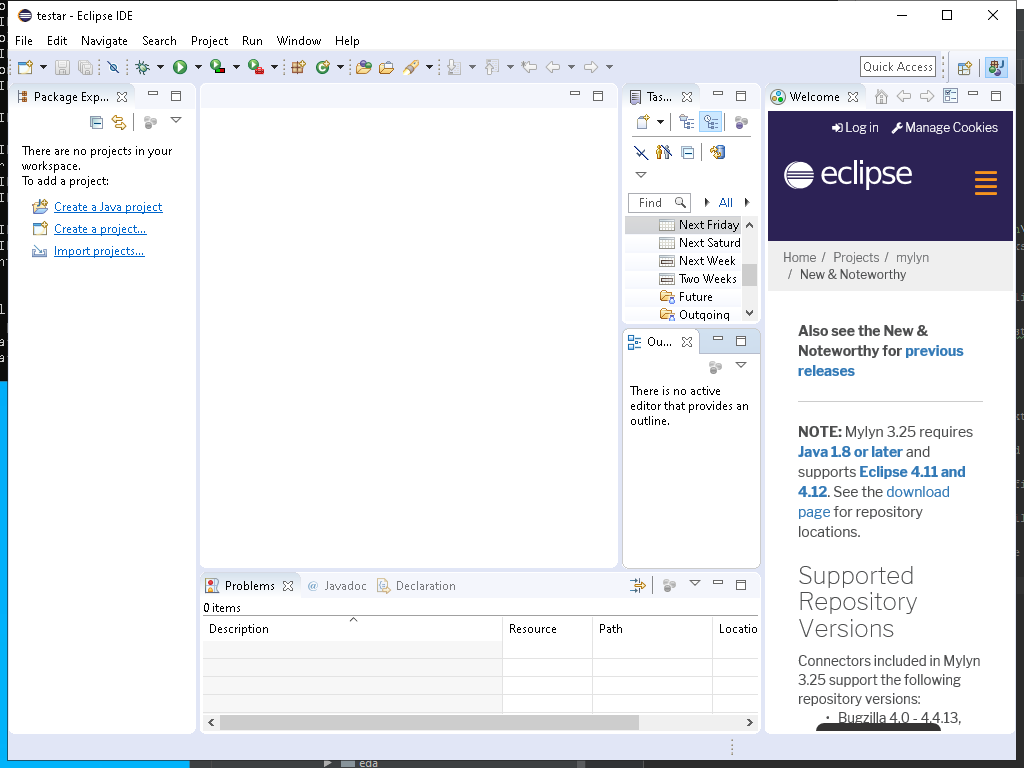 testar - Eclipse IDE
File Edit Navigate Search Project Run Window Help
Quick Access
Package Exp...
There are no projects in your
workspace.
To add a project:
Create a Java project
Create a project...
Import projects...
Tas...
Find
All
Next Friday
Next Saturd
Next Week
Two Weeks
Future
Outgoing
Ou...
There is no active
editor that provides an
outline.
Problems @ Javadoc Declaration
0 items
Description Resource Path Locatio
Welcome
Log in Manage Cookies
eclipse
Home / Projects / mylyn
/ New & Noteworthy
Also see the New &
Noteworthy for previous
releases
NOTE: Mylyn 3.25 requires
Java 1.8 or later and
supports Eclipse 4.11 and
4.12. See the download
page for repository
locations.
Supported
Repository
Versions
Connectors included in Mylyn
3.25 support the following
repository versions:
• Bugzilla 4.0 - 4.4.13,
eda